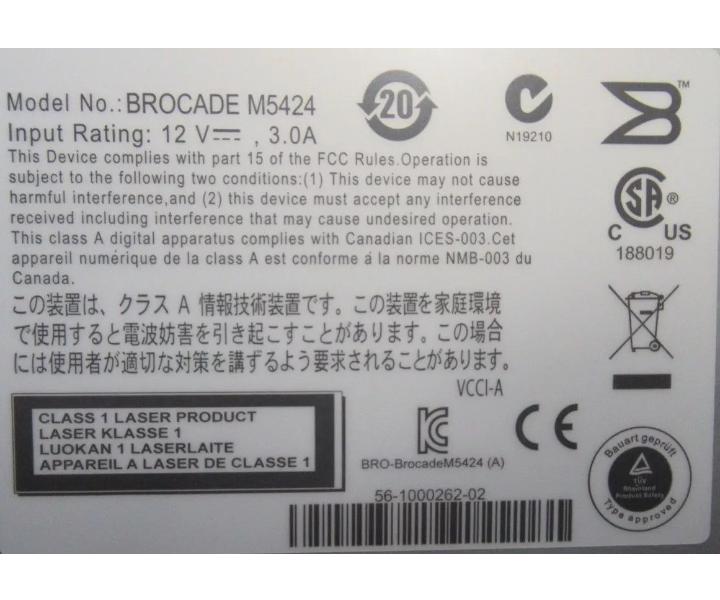 Model No.: BROCADE M5424
Input Rating: 12 V⎓ , 3.0A
This Device complies with part 15 of the FCC Rules.Operation is
subject to the following two conditions:(1) This device may not cause
harmful interference,and (2) this device must accept any interference
received including interference that may cause undesired operation.
This class A digital apparatus complies with Canadian ICES-003.Cet
appareil numérique de la class A est conforme á la norme NMB-003 du
Canada.
この装置は、クラス A 情報技術装置です。この装置を家庭環境
で使用すると電波妨害を引き起こすことがあります。この場合
には使用者が適切な対策を講ずるよう要求されることがあります。
VCCI-A
20
N19210
TM
SA ®
C US
188019
CLASS 1 LASER PRODUCT
LASER KLASSE 1
LUOKAN 1 LASERLAITE
APPAREIL A LASER DE CLASSE 1
BRO-BrocadeM5424 (A)
CE
56-1000262-02
Bauart geprüft
TÜV
Rheinland
Product Safety
Type approved